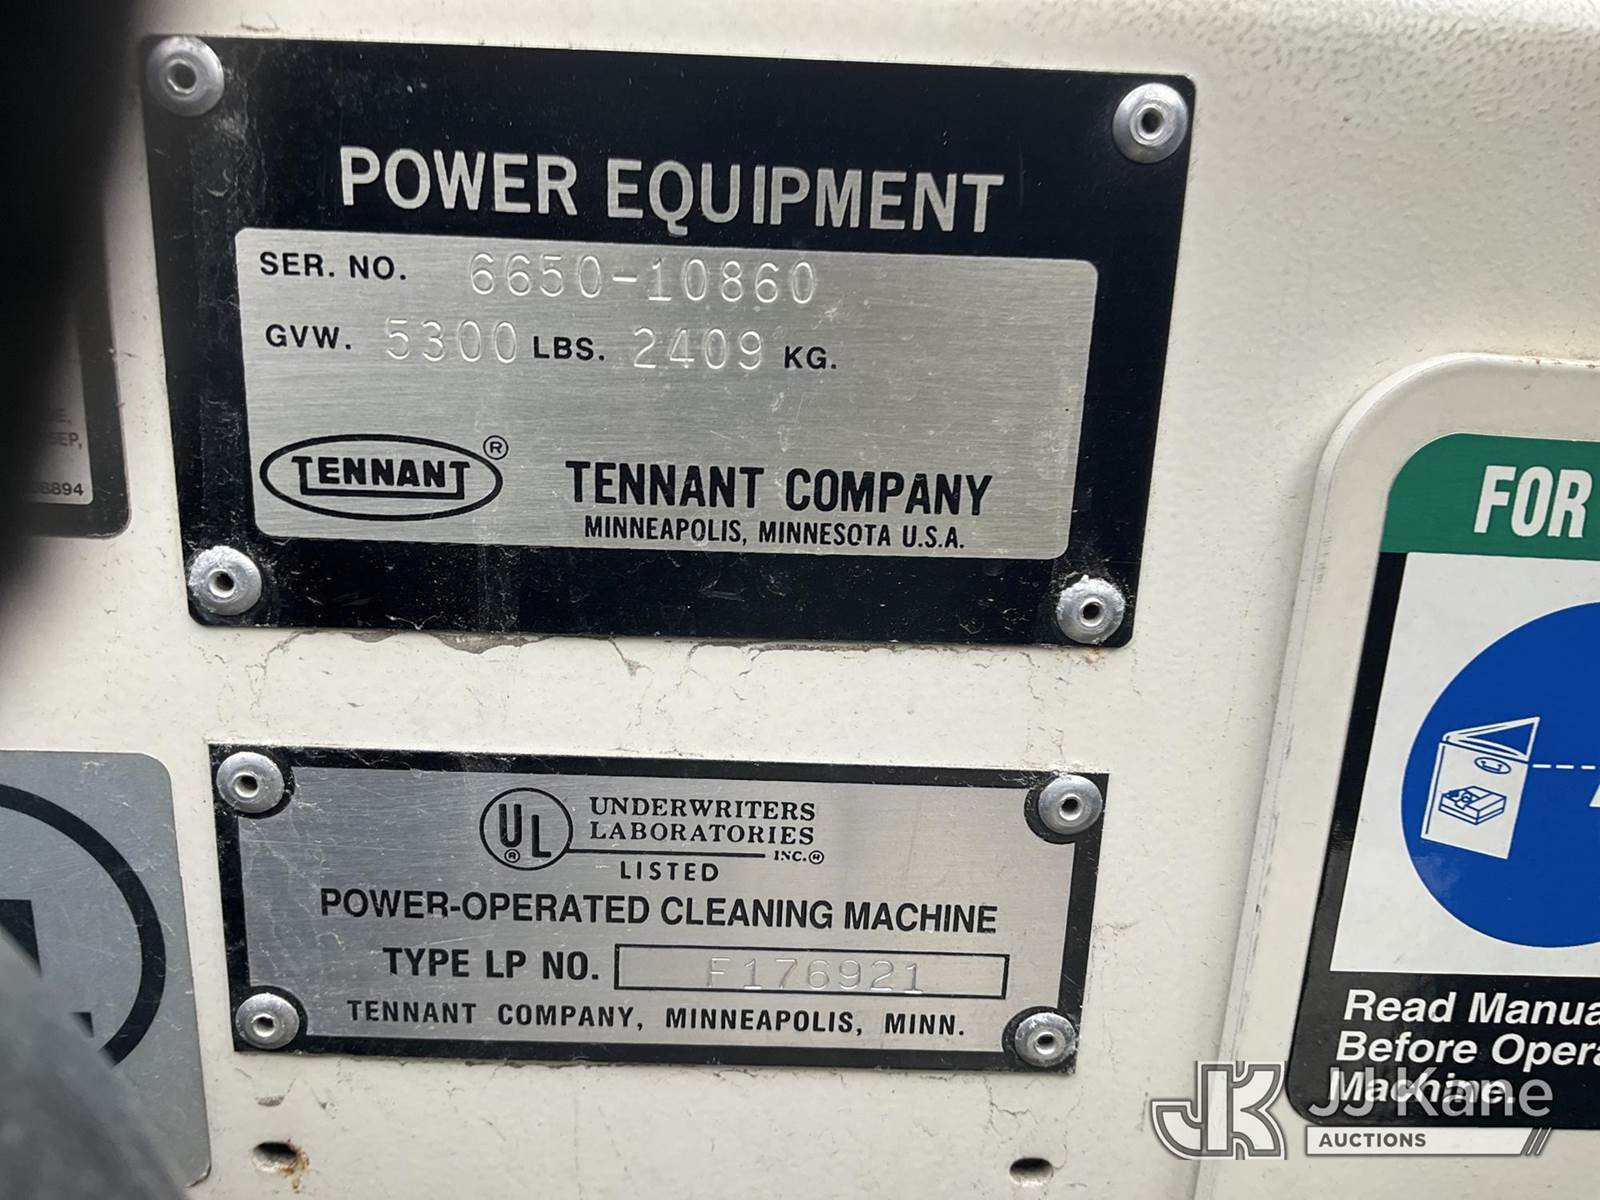 POWER EQUIPMENT
SER. NO. 6650-10860
GVW. 5300 LBS. 2409 KG.
TENNANT® TENNANT COMPANY
MINNEAPOLIS, MINNESOTA U.S.A.
8894
UL® UNDERWRITERS
LABORATORIES
INC.®
LISTED
POWER-OPERATED CLEANING MACHINE
TYPE LP NO. F176921
TENNANT COMPANY, MINNEAPOLIS, MINN.
FOR
Read Manua
Before Opera
Machine.
JK JJ Kane
AUCTIONS